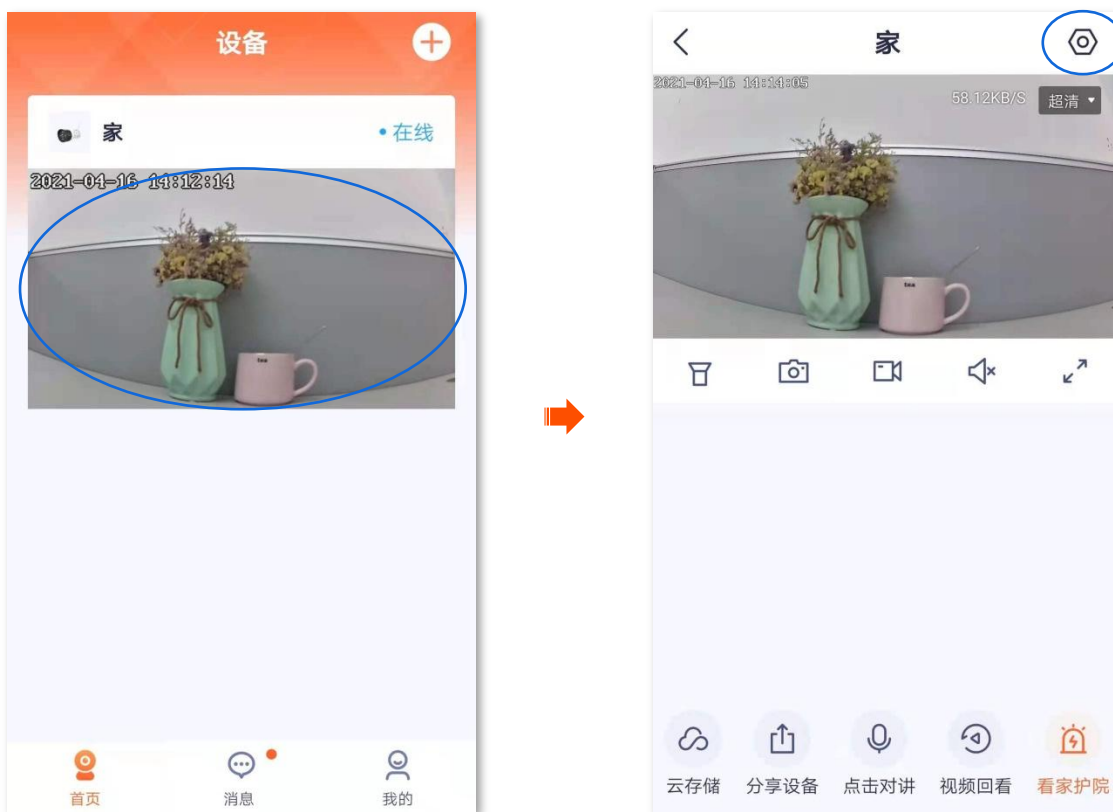 设备
家
在线
2021-04-16 14:12:14
tea
首页
消息
我的
家
2021-04-16 14:14:05
58.12KB/S
超清
tea
云存储
分享设备
点击对讲
视频回看
看家护院